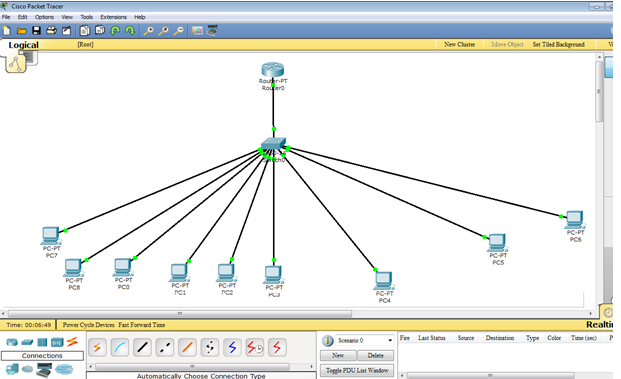 Cisco Packet Tracer
File Edit Options View Tools Extensions Help
Logical [Root] New Cluster Move Object Set Tiled Background
Router-PT
Router0
PC-PT
PC7
PC-PT
PC8
PC-PT
PC0
PC-PT
PC1
PC-PT
PC2
PC-PT
PC3
PC-PT
PC4
PC-PT
PC5
PC-PT
PC6
Time: 00:06:49 Power Cycle Devices Fast Forward Time Realti
Connections
Automatically Choose Connection Type
Scenario 0
New Delete
Toggle PDU List Window
Fire Last Status Source Destination Type Color Time (sec) P